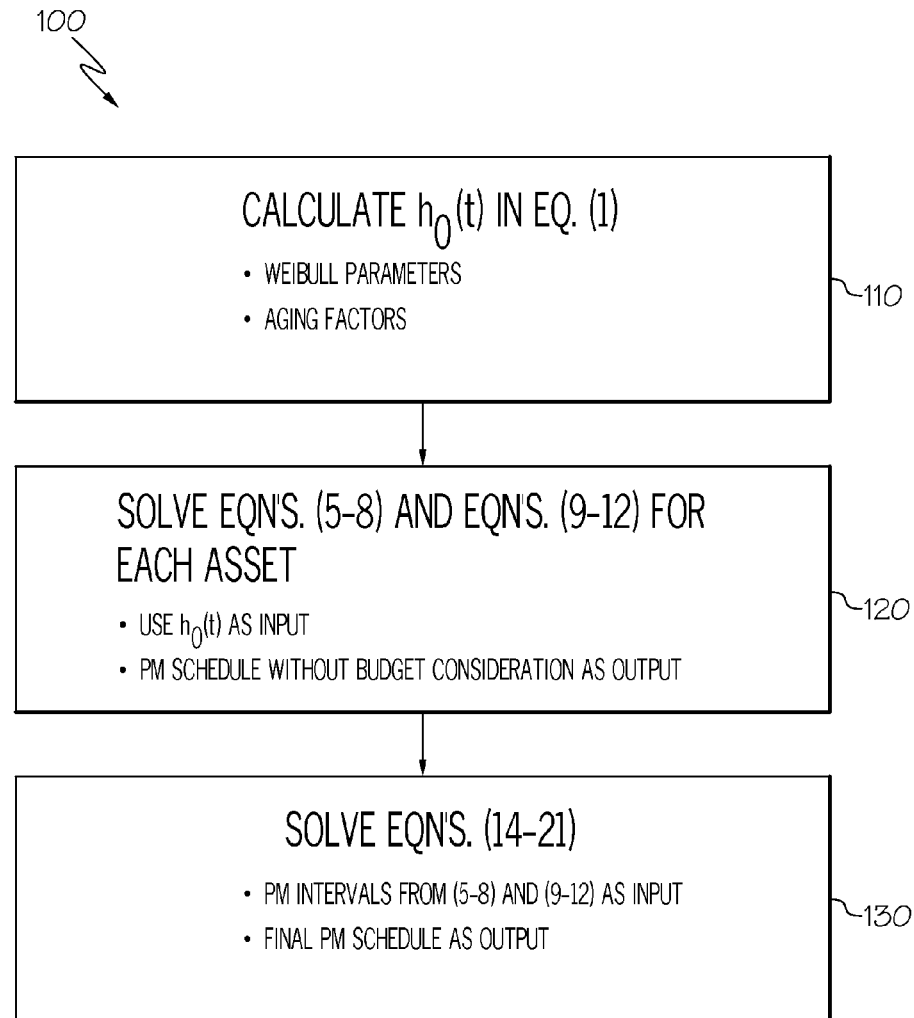 100
CALCULATE h0(t) IN EQ. (1)
• WEIBULL PARAMETERS
• AGING FACTORS
110
SOLVE EQN'S. (5-8) AND EQN'S. (9-12) FOR
EACH ASSET
• USE h0(t) AS INPUT
• PM SCHEDULE WITHOUT BUDGET CONSIDERATION AS OUTPUT
120
SOLVE EQN'S. (14-21)
• PM INTERVALS FROM (5-8) AND (9-12) AS INPUT
• FINAL PM SCHEDULE AS OUTPUT
130